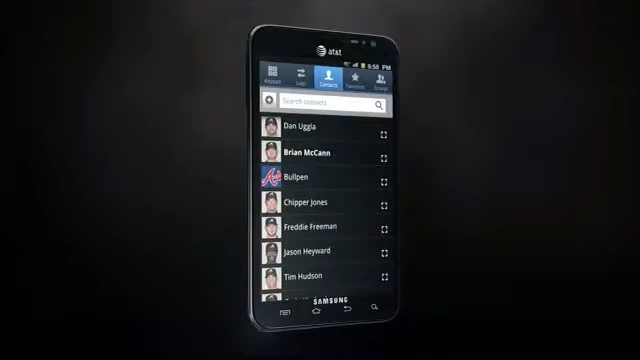 at&t
8:58 PM
Keypad Logs Contacts Favorites Groups
Search contacts
Dan Uggla
Brian McCann
Bullpen
Chipper Jones
Freddie Freeman
Jason Heyward
Tim Hudson
SAMSUNG